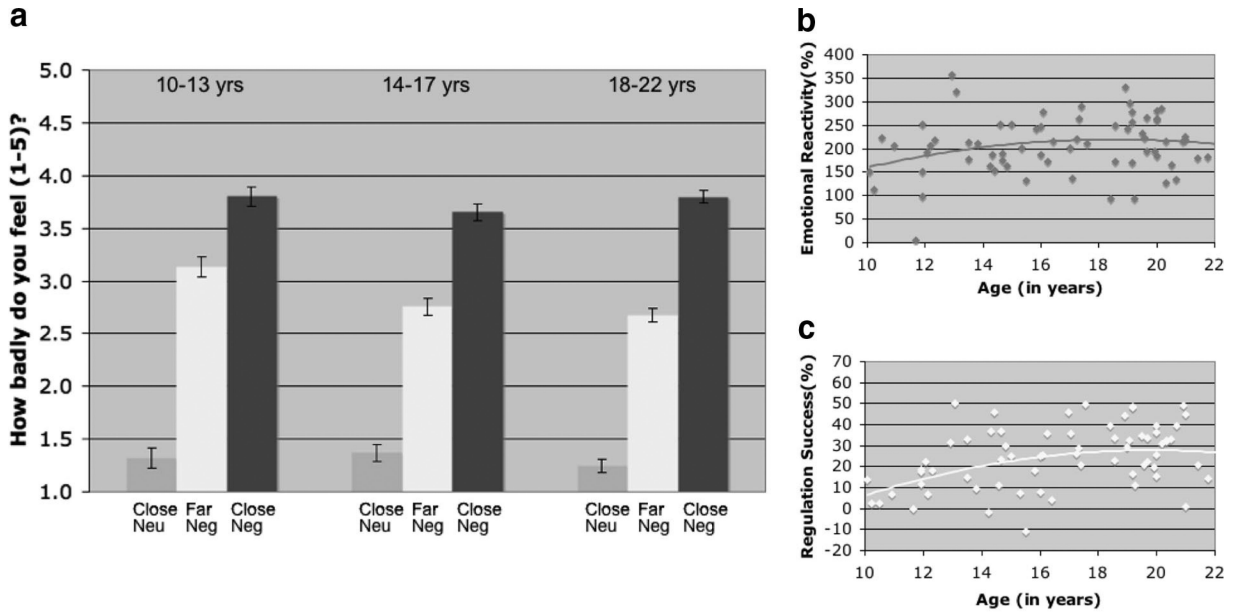 a
How badly do you feel (1-5)?
5.0
4.5
4.0
3.5
3.0
2.5
2.0
1.5
1.0
10-13 yrs 14-17 yrs 18-22 yrs
Close Far Close Close Far Close Close Far Close
Neu Neg Neg Neu Neg Neg Neu Neg Neg
b
Emotional Reactivity(%)
400
350
300
250
200
150
100
50
0
10 12 14 16 18 20 22
Age (in years)
c
Regulation Success(%)
70
60
50
40
30
20
10
0
-10
-20
10 12 14 16 18 20 22
Age (in years)